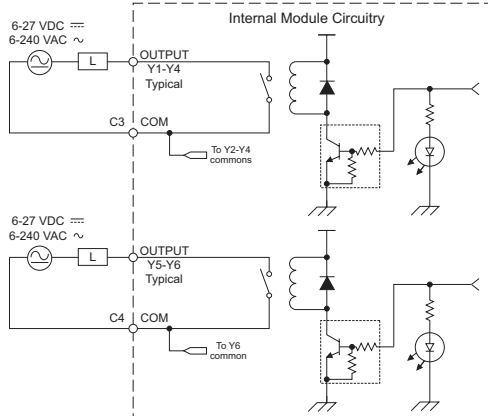 Internal Module Circuitry
6-27 VDC ⎓
6-240 VAC ∿
L
OUTPUT
Y1-Y4
Typical
C3
COM
To Y2-Y4
commons
6-27 VDC ⎓
6-240 VAC ∿
L
OUTPUT
Y5-Y6
Typical
C4
COM
To Y6
common